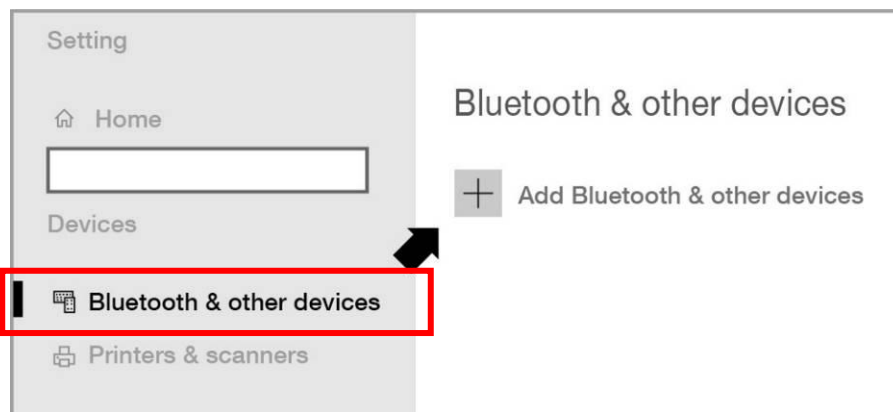 Setting
Home
Devices
Bluetooth & other devices
Printers & scanners
Bluetooth & other devices
Add Bluetooth & other devices